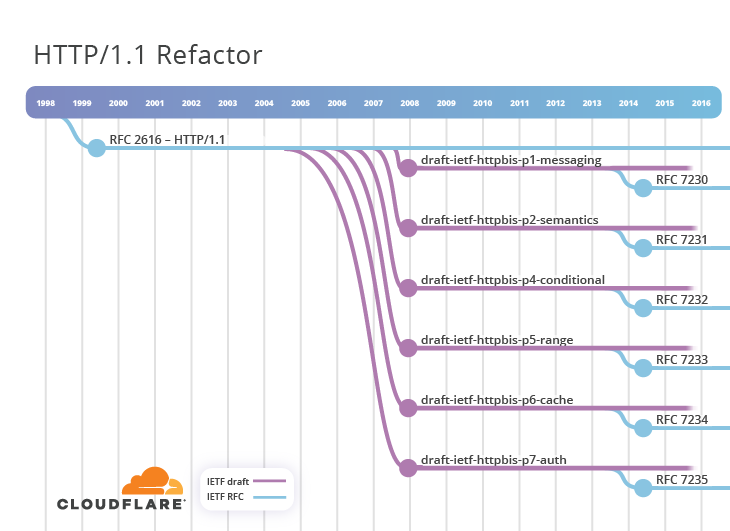 HTTP/1.1 Refactor
1998 1999 2000 2001 2002 2003 2004 2005 2006 2007 2008 2009 2010 2011 2012 2013 2014 2015 2016
RFC 2616 – HTTP/1.1
draft-ietf-httpbis-p1-messaging
RFC 7230
draft-ietf-httpbis-p2-semantics
RFC 7231
draft-ietf-httpbis-p4-conditional
RFC 7232
draft-ietf-httpbis-p5-range
RFC 7233
draft-ietf-httpbis-p6-cache
RFC 7234
draft-ietf-httpbis-p7-auth
RFC 7235
IETF draft
IETF RFC
CLOUDFLARE